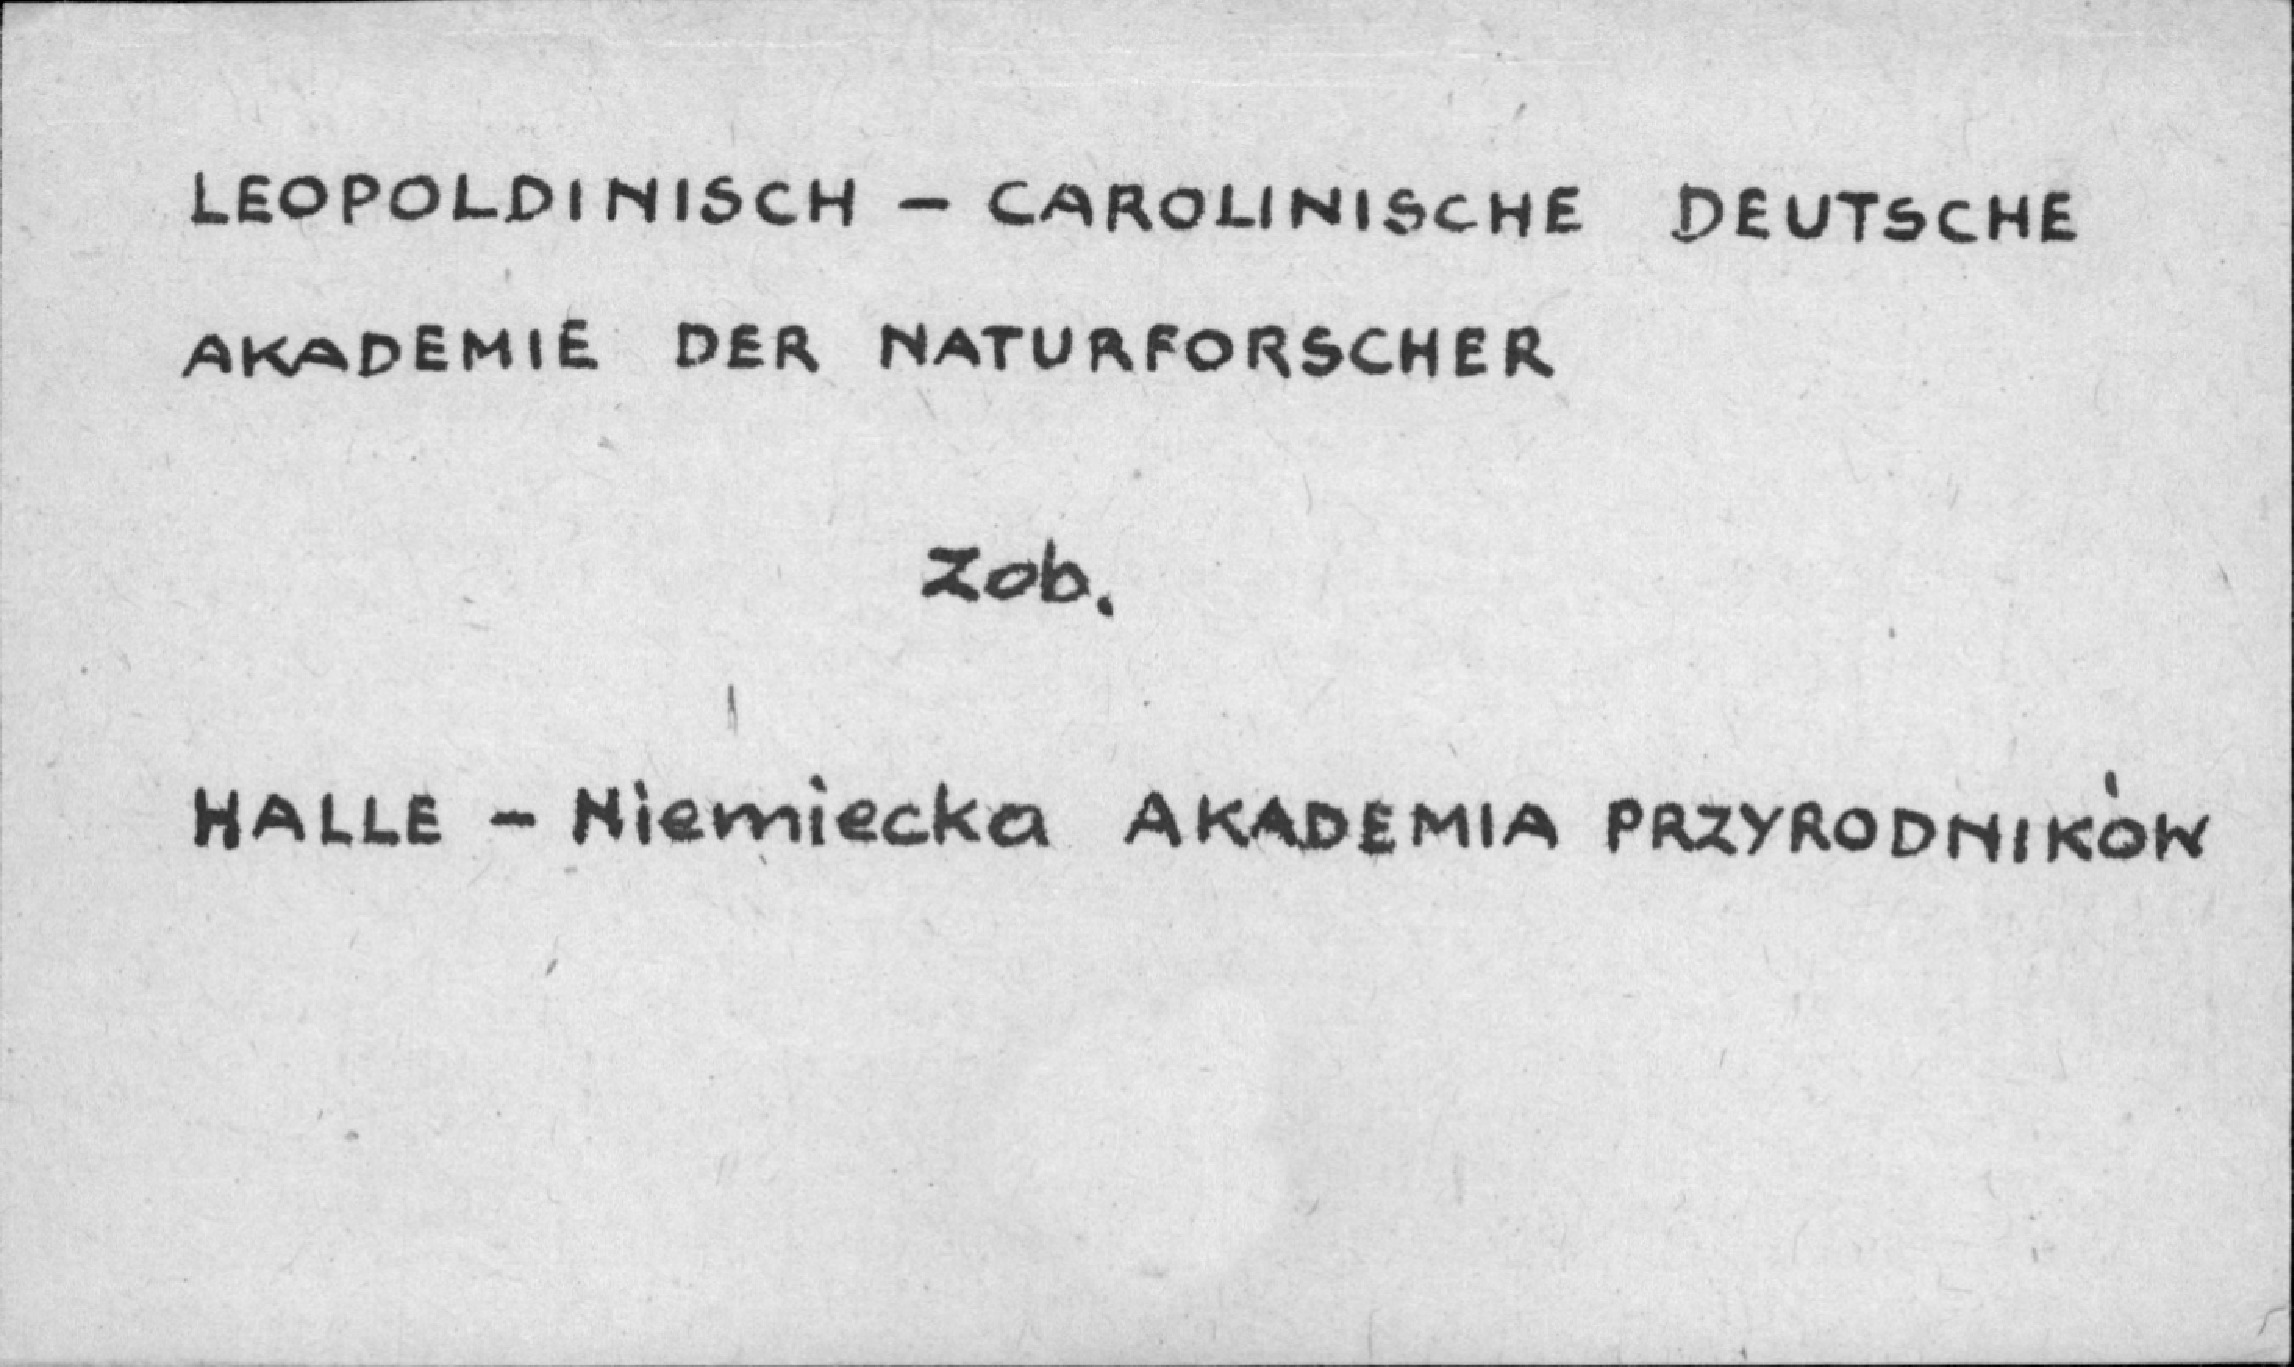 LEOPOLDINISCH - CAROLINISCHE DEUTSCHE
AKADEMIE DER NATURFORSCHER
Zob.
HALLE - Niemiecka AKADEMIA PRZYRODNIKÓW